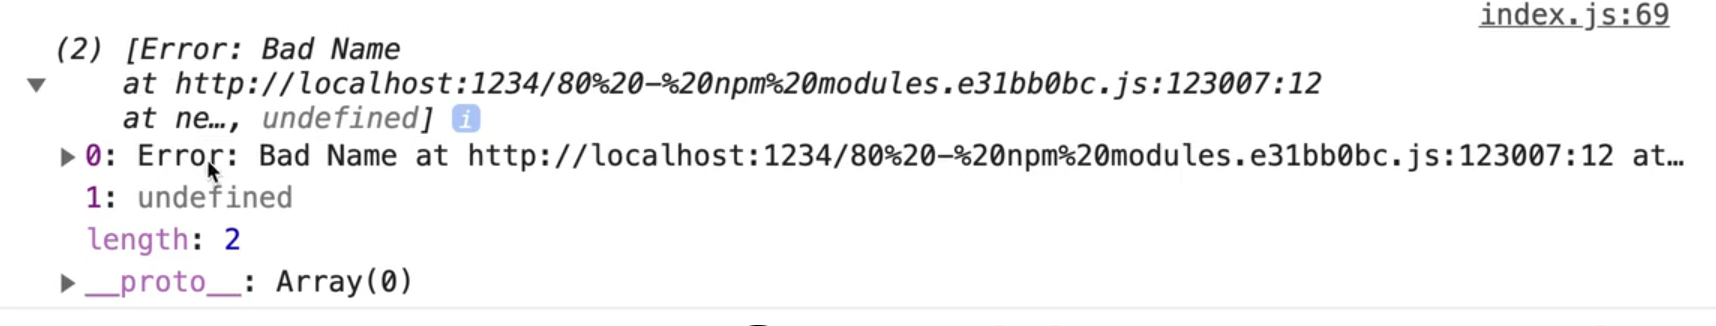 index.js:69
(2) [Error: Bad Name
at http://localhost:1234/80%20–%20npm%20modules.e31bb0bc.js:123007:12
at ne…, undefined] i
0: Error: Bad Name at http://localhost:1234/80%20–%20npm%20modules.e31bb0bc.js:123007:12 at…
1: undefined
length: 2
__proto__: Array(0)